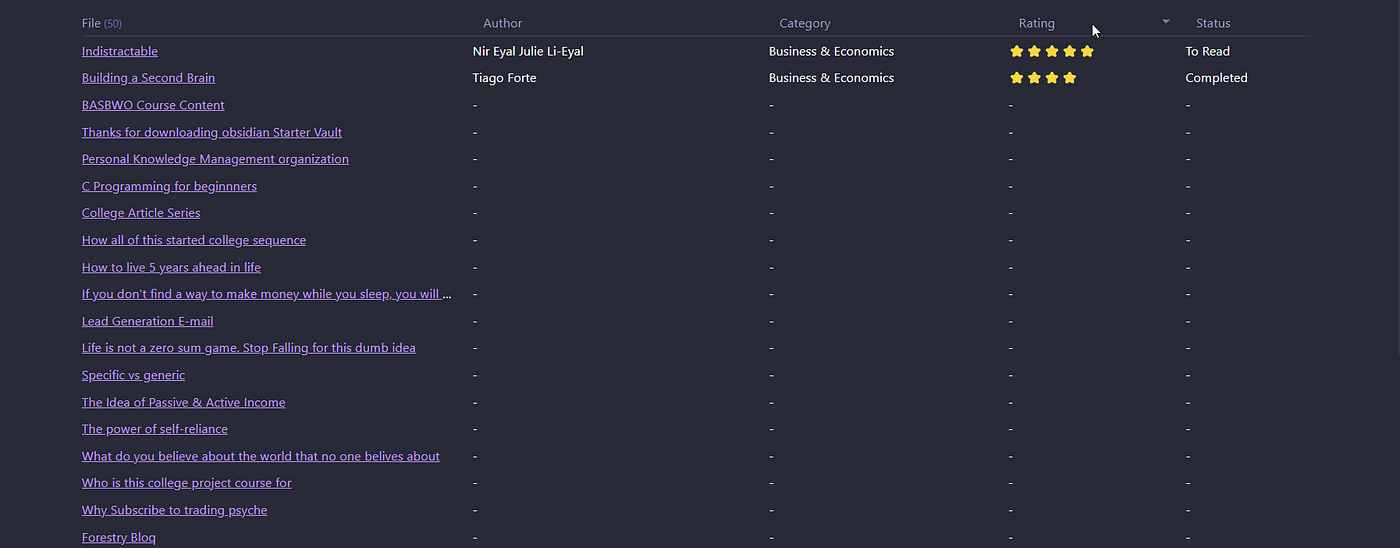 File (50) Author Category Rating Status
Indistractable Nir Eyal Julie Li-Eyal Business & Economics ⭐⭐⭐⭐⭐ To Read
Building a Second Brain Tiago Forte Business & Economics ⭐⭐⭐⭐ Completed
BASBWO Course Content - - - -
Thanks for downloading obsidian Starter Vault - - - -
Personal Knowledge Management organization - - - -
C Programming for beginnners - - - -
College Article Series - - - -
How all of this started college sequence - - - -
How to live 5 years ahead in life - - - -
If you don't find a way to make money while you sleep, you will ... - - - -
Lead Generation E-mail - - - -
Life is not a zero sum game. Stop Falling for this dumb idea - - - -
Specific vs generic - - - -
The Idea of Passive & Active Income - - - -
The power of self-reliance - - - -
What do you believe about the world that no one belives about - - - -
Who is this college project course for - - - -
Why Subscribe to trading psyche - - - -
Forestry Blog - - - -